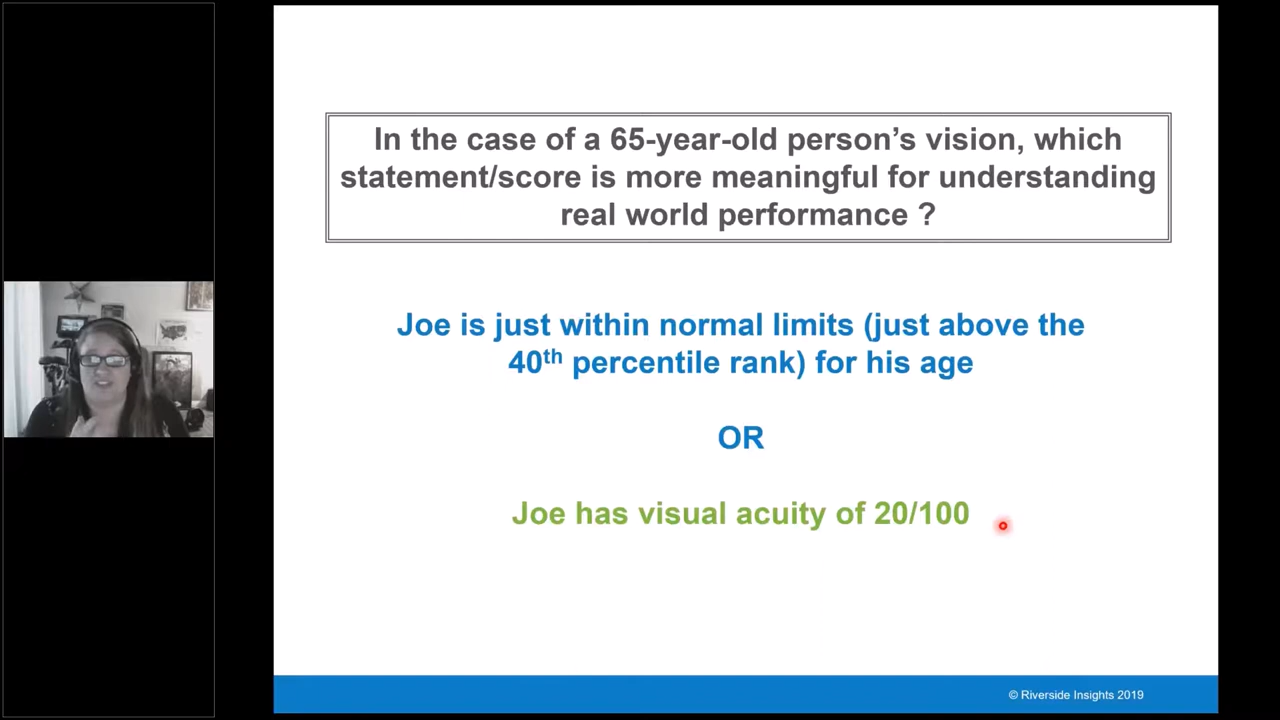 In the case of a 65-year-old person’s vision, which
statement/score is more meaningful for understanding
real world performance ?
Joe is just within normal limits (just above the
40th percentile rank) for his age
OR
Joe has visual acuity of 20/100
© Riverside Insights 2019